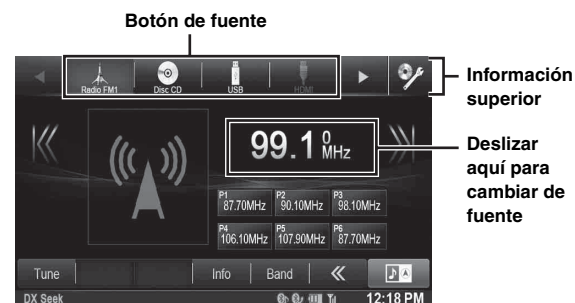 Botón de fuente
Radio FM1
Disc CD
USB
HDMI
Información
superior
99.10 MHz
Deslizar
aquí para
cambiar de
fuente
P1
87.70MHz
P2
90.10MHz
P3
98.10MHz
P4
106.10MHz
P5
107.90MHz
P6
87.70MHz
Tune
Info
Band
DX Seek
12:18 PM